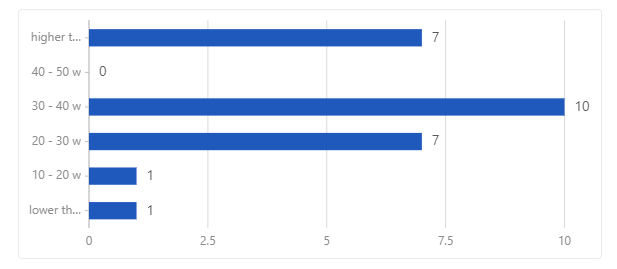 higher t... 7
40 - 50 w 0
30 - 40 w 10
20 - 30 w 7
10 - 20 w 1
lower th... 1
0 2.5 5 7.5 10